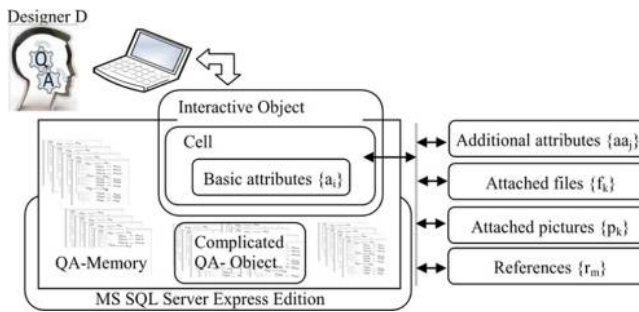 Designer D
Q
A
Interactive Object
Cell
Basic attributes {aᵢ}
Additional attributes {aaⱼ}
Attached files {fₖ}
Attached pictures {pₖ}
References {rₘ}
QA-Memory
Complicated
QA- Object
MS SQL Server Express Edition